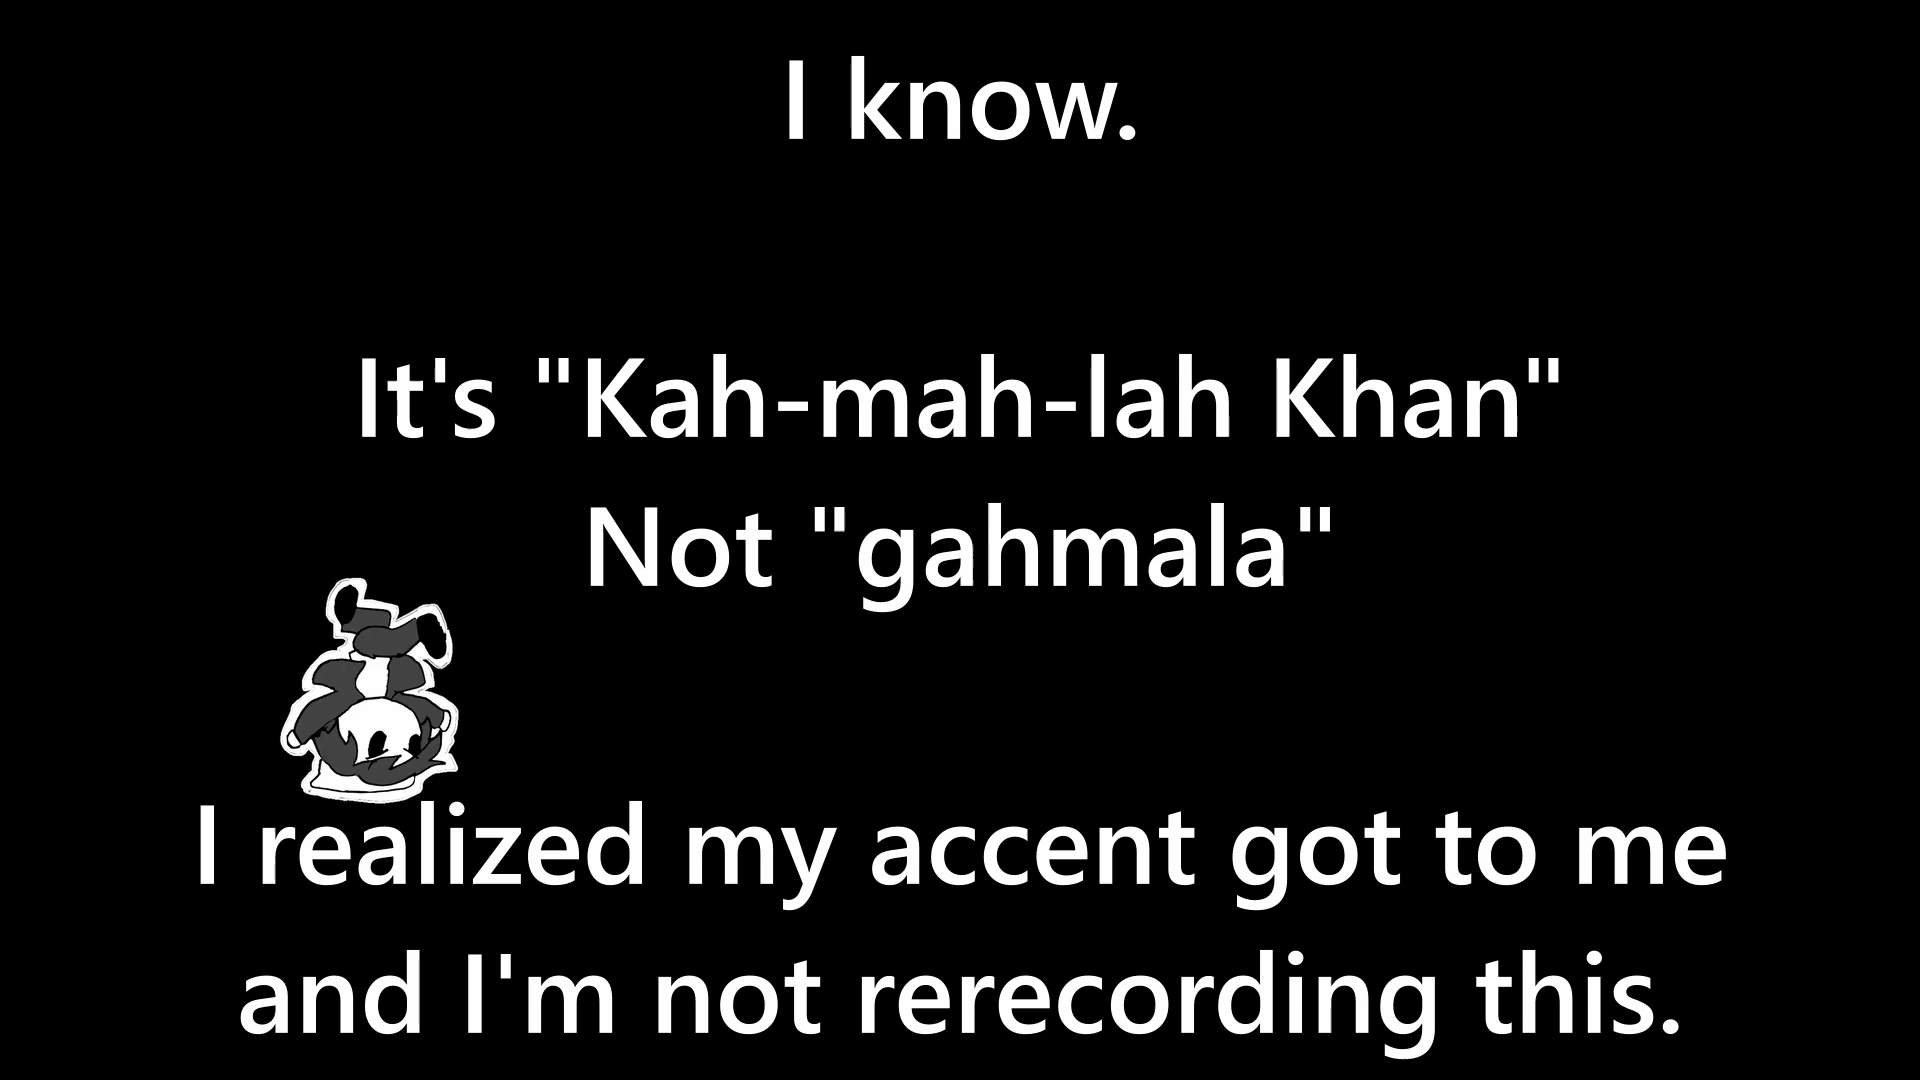 I know.
It's "Kah-mah-lah Khan"
Not "gahmala"
I realized my accent got to me
and I'm not rerecording this.